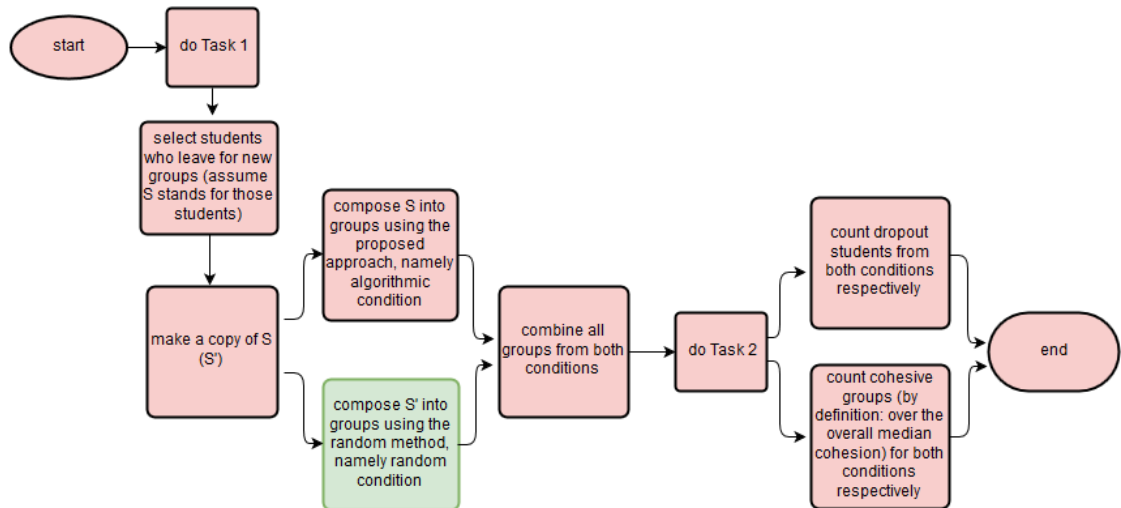 start
do Task 1
select students
who leave for new
groups (assume
S stands for those
students)
make a copy of S
(S')
compose S into
groups using the
proposed
approach, namely
algorithmic
condition
compose S' into
groups using the
random method,
namely random
condition
combine all
groups from both
conditions
do Task 2
count dropout
students from
both conditions
respectively
count cohesive
groups (by
definition: over the
overall median
cohesion) for both
conditions
respectively
end